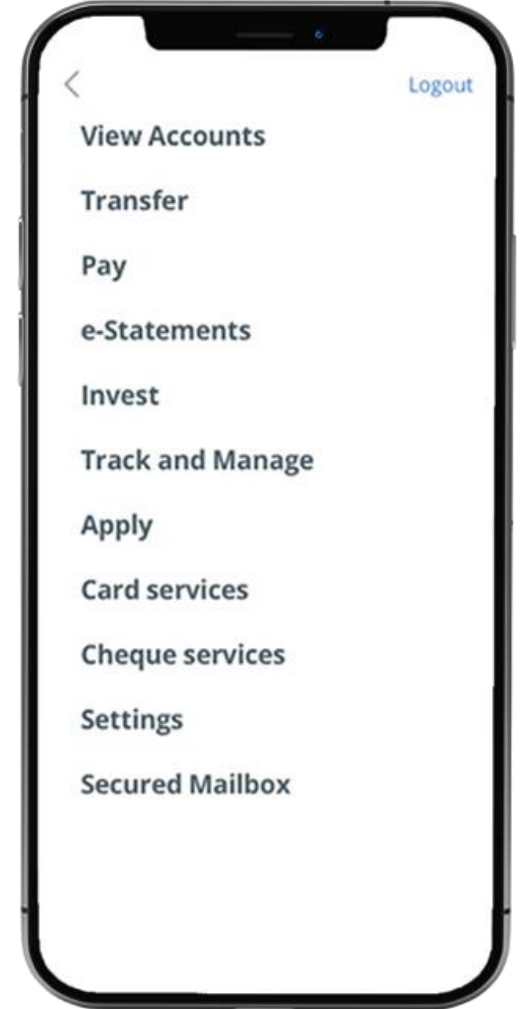 Logout
View Accounts
Transfer
Pay
e-Statements
Invest
Track and Manage
Apply
Card services
Cheque services
Settings
Secured Mailbox